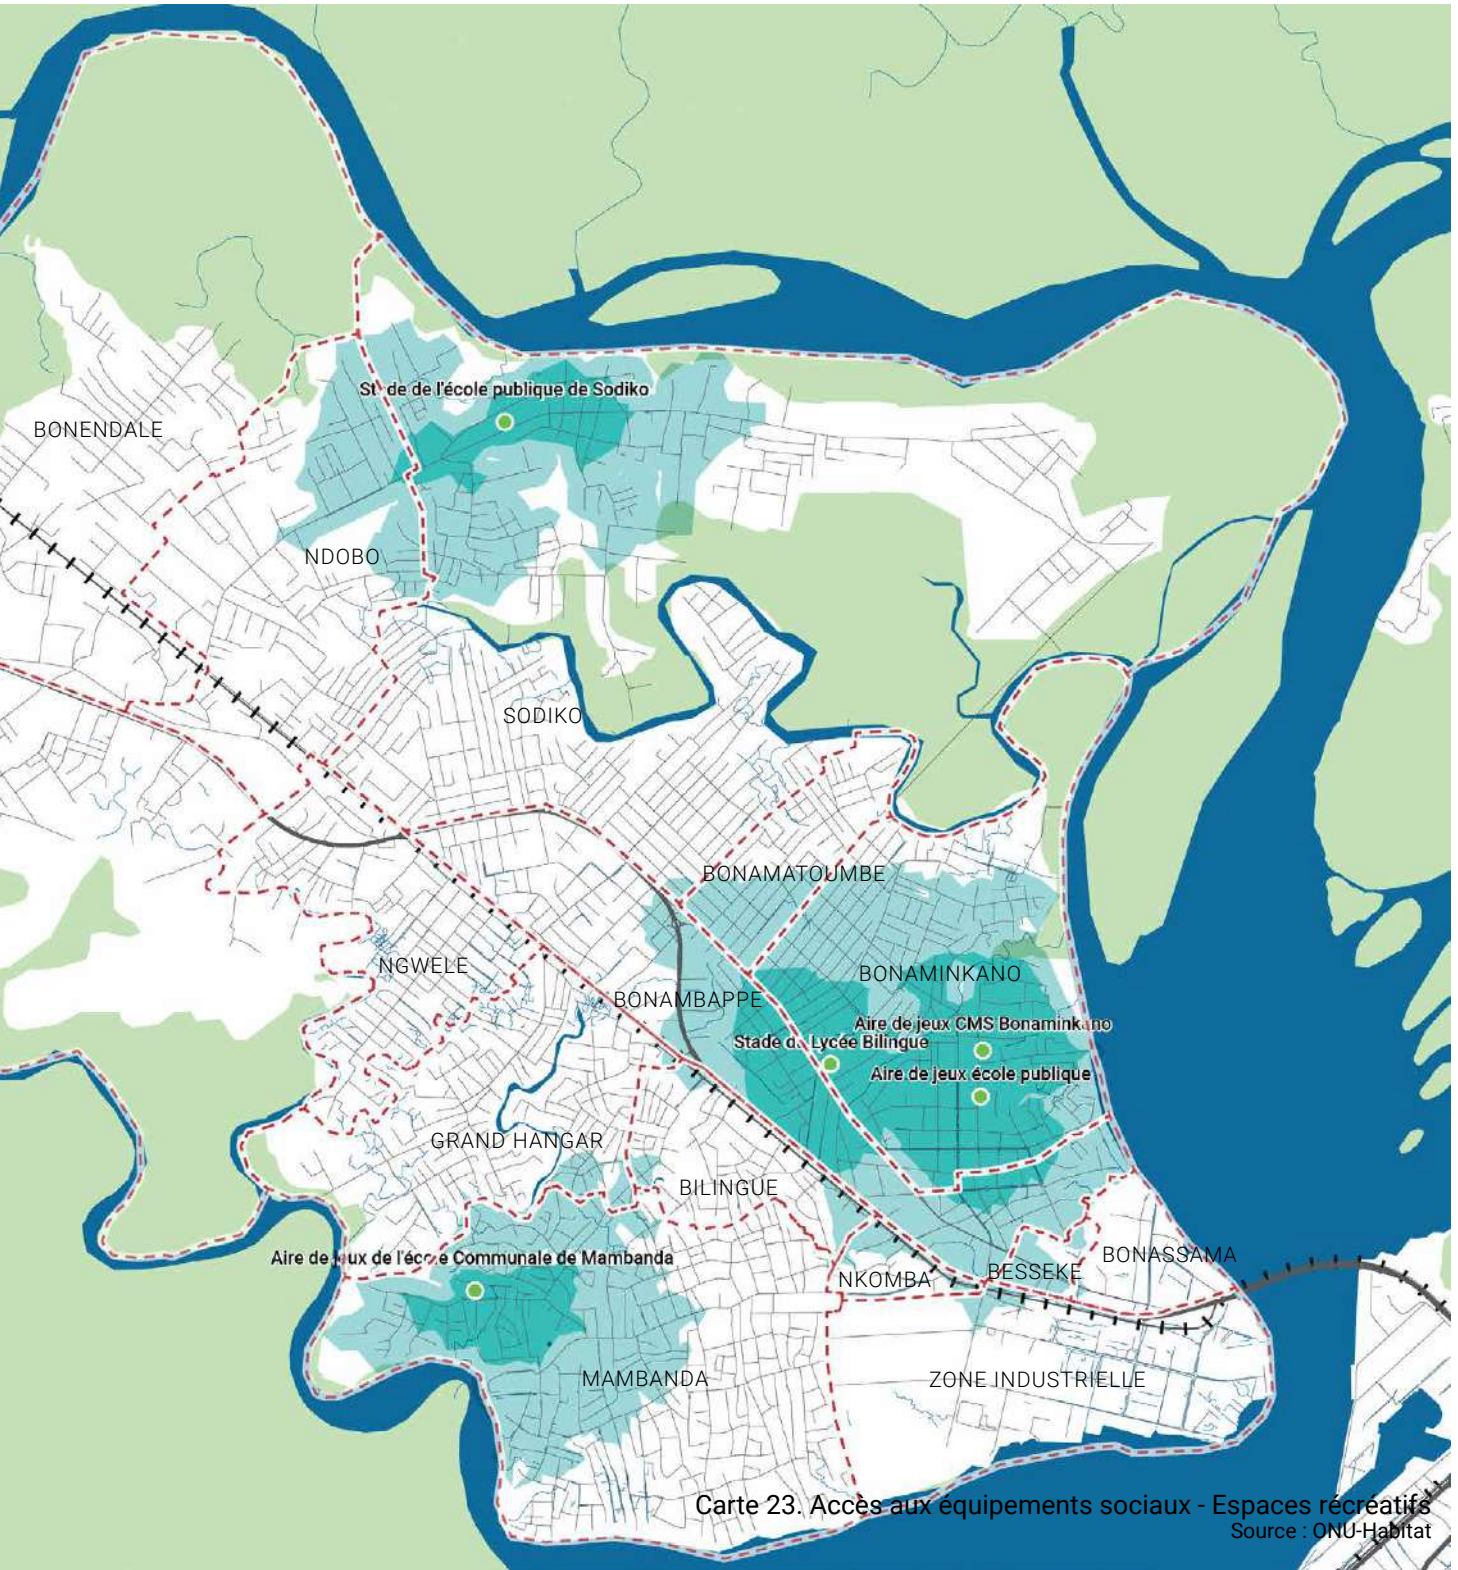 Stade de l'école publique de Sodiko
BONENDALE
NDOBO
SODIKO
BONAMATOUMBE
NGWELE
BONAMINKANO
BONAMBAPPE
Aire de jeux CMS Bonaminkano
Stade du Lycée Bilingue
Aire de jeux école publique
GRAND HANGAR
BILINGUE
Aire de jeux de l'école Communale de Mambanda
BONASSAMA
NKOMBA
BESSEKE
MAMBANDA
ZONE INDUSTRIELLE
Carte 23. Accès aux équipements sociaux - Espaces récréatifs
Source : ONU-Habitat